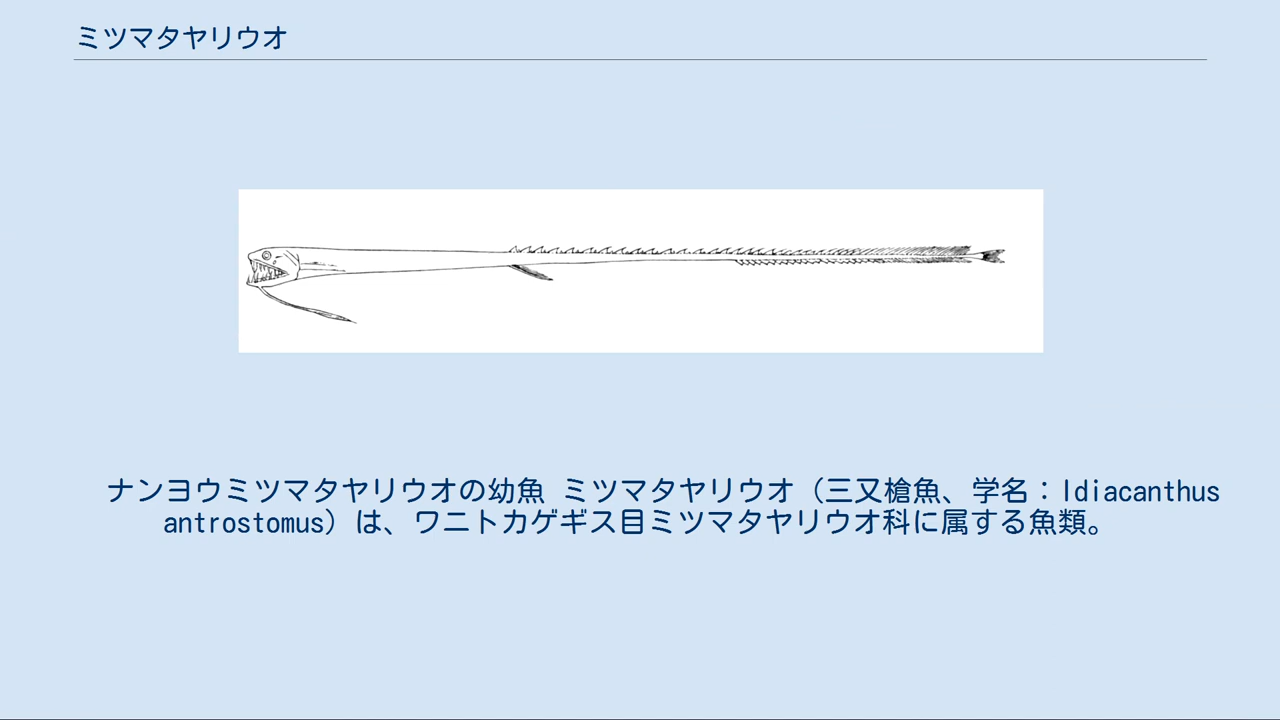 ミツマタヤリウオ
ナンヨウミツマタヤリウオの幼魚 ミツマタヤリウオ（三又槍魚、学名：Idiacanthus
antrostomus）は、ワニトカゲギス目ミツマタヤリウオ科に属する魚類。